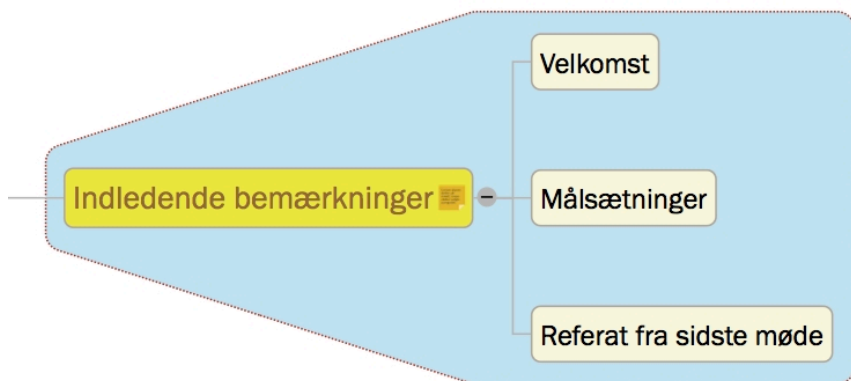 Velkomst
Indledende bemærkninger
Målsætninger
Referat fra sidste møde